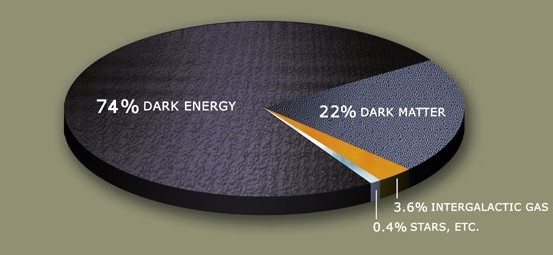 74% DARK ENERGY
22% DARK MATTER
3.6% INTERGALACTIC GAS
0.4% STARS, ETC.